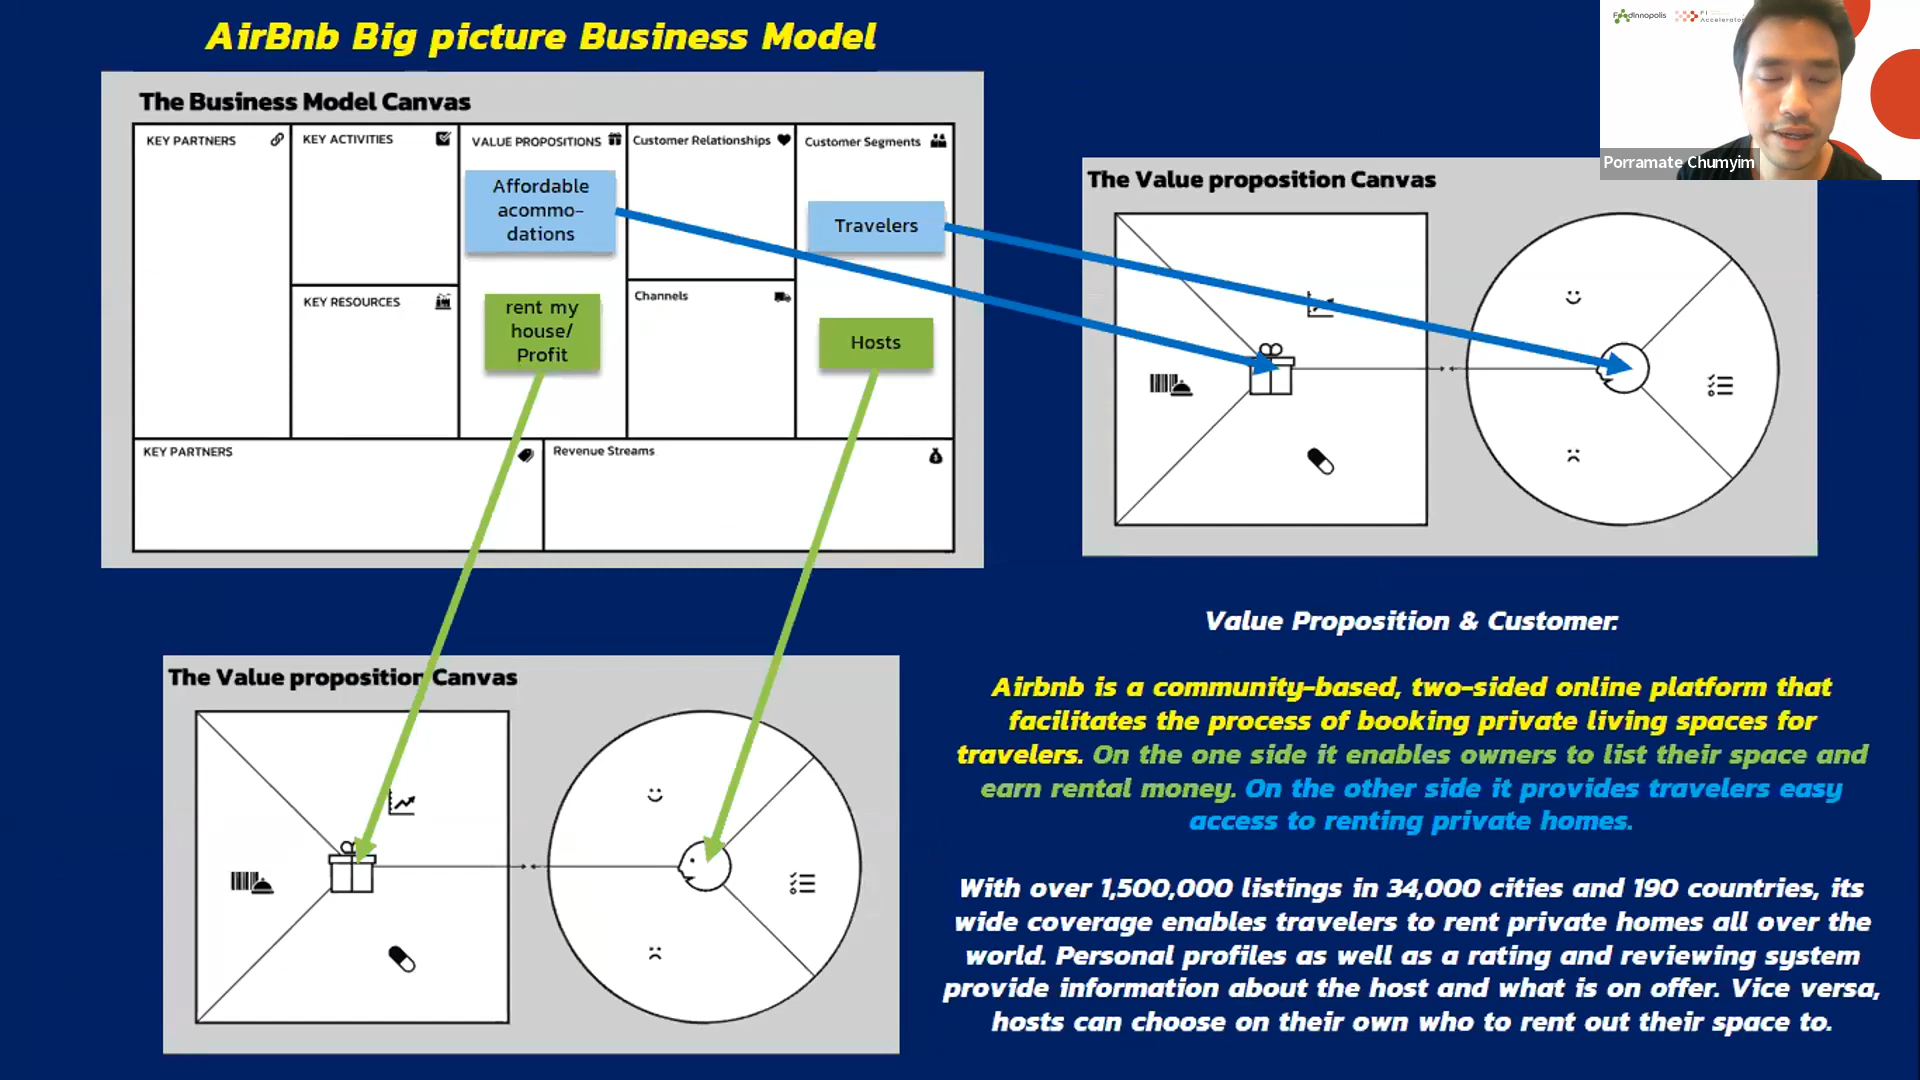 AirBnb Big picture Business Model
The Business Model Canvas
KEY PARTNERS
KEY ACTIVITIES
VALUE PROPOSITIONS
Customer Relationships
Customer Segments
Affordable
acommo-
dations
Travelers
KEY RESOURCES
rent my
house/
Profit
Channels
Hosts
KEY PARTNERS
Revenue Streams
Foodinnopolis
FI
Accelerator
Porramate Chumyim
The Value proposition Canvas
The Value proposition Canvas
Value Proposition & Customer:
Airbnb is a community-based, two-sided online platform that
facilitates the process of booking private living spaces for
travelers. On the one side it enables owners to list their space and
earn rental money. On the other side it provides travelers easy
access to renting private homes.
With over 1,500,000 listings in 34,000 cities and 190 countries, its
wide coverage enables travelers to rent private homes all over the
world. Personal profiles as well as a rating and reviewing system
provide information about the host and what is on offer. Vice versa,
hosts can choose on their own who to rent out their space to.